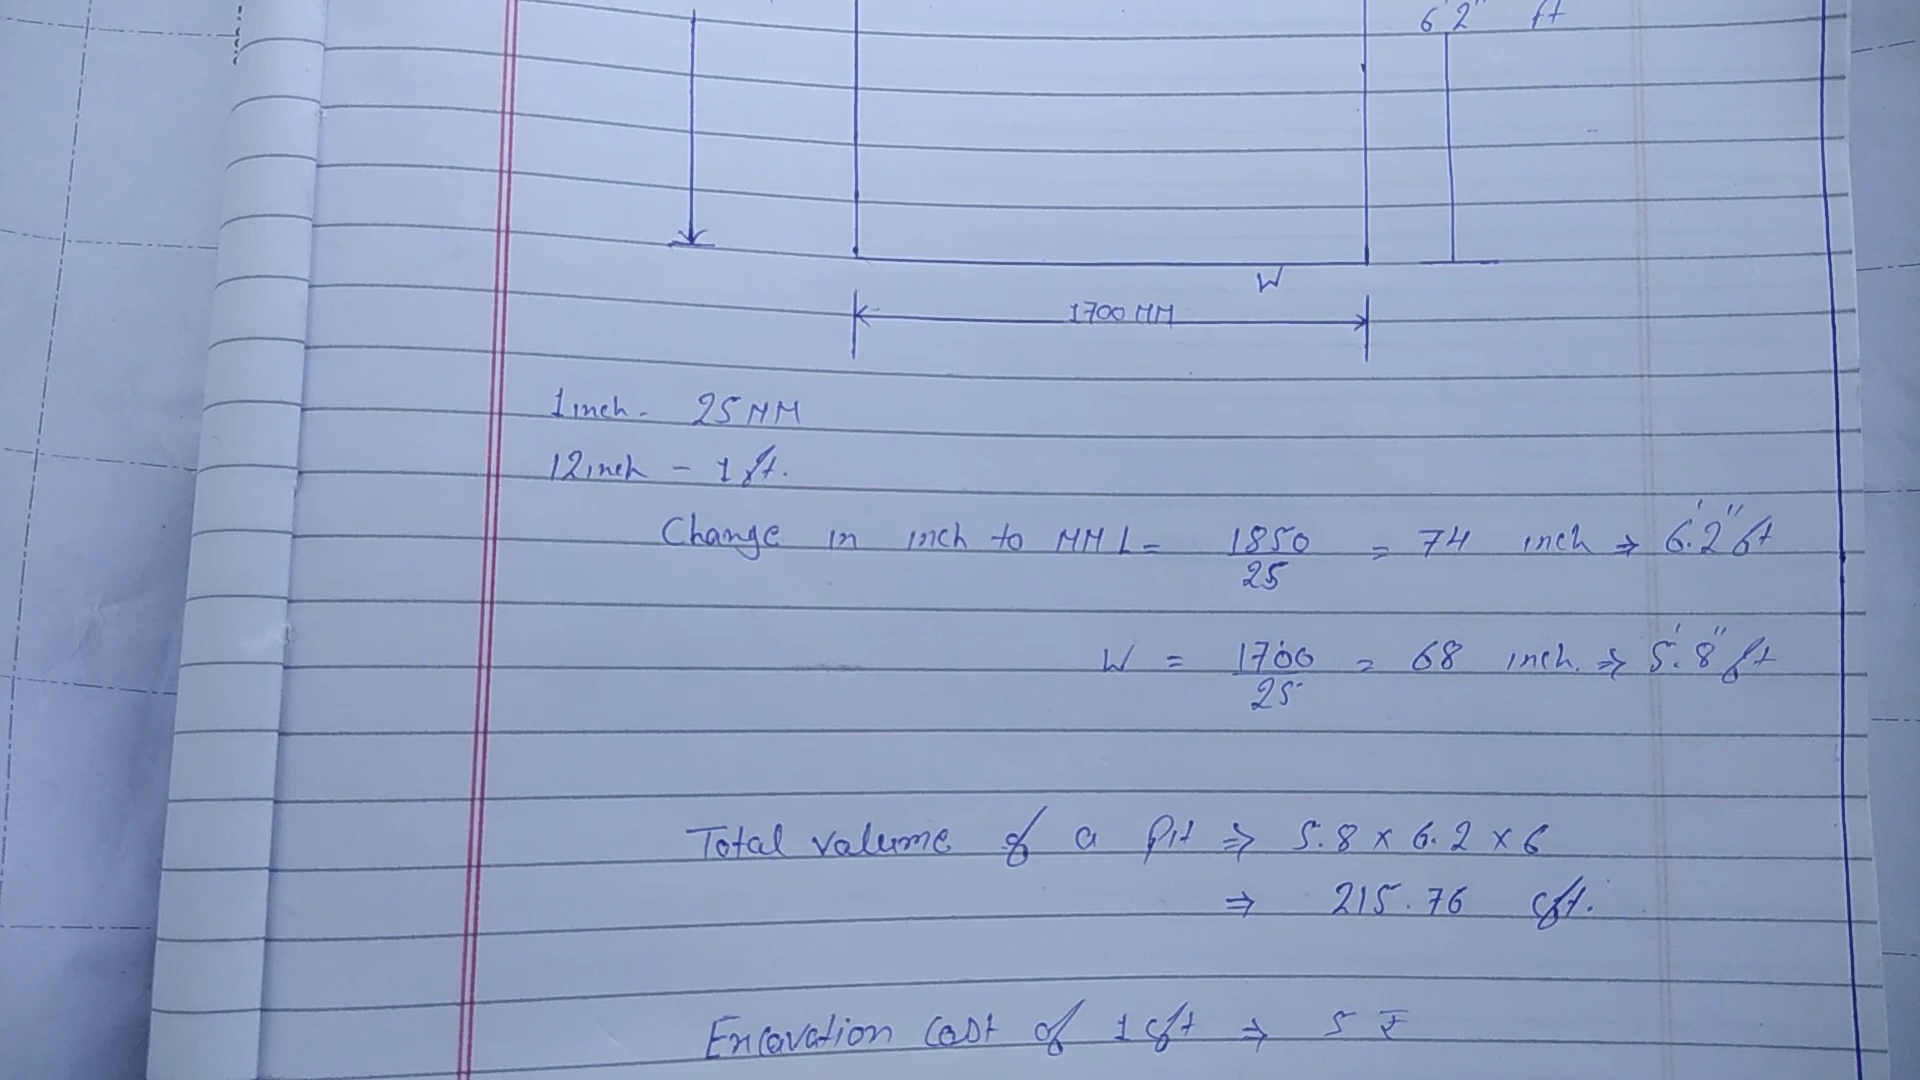 6'2" ft
W
1700 MM
1 inch - 25 MM
12 inch - 1 ft.
Change in inch to MM L = 1850/25 = 74 inch ⇒ 6.'2" ft
W = 1700/25 = 68 inch. ⇒ 5.'8" ft
Total valume of a Pit ⇒ 5.8 x 6.2 x 6
⇒ 215.76 cft.
Encavation Cost of 1 cft ⇒ 5 ₹